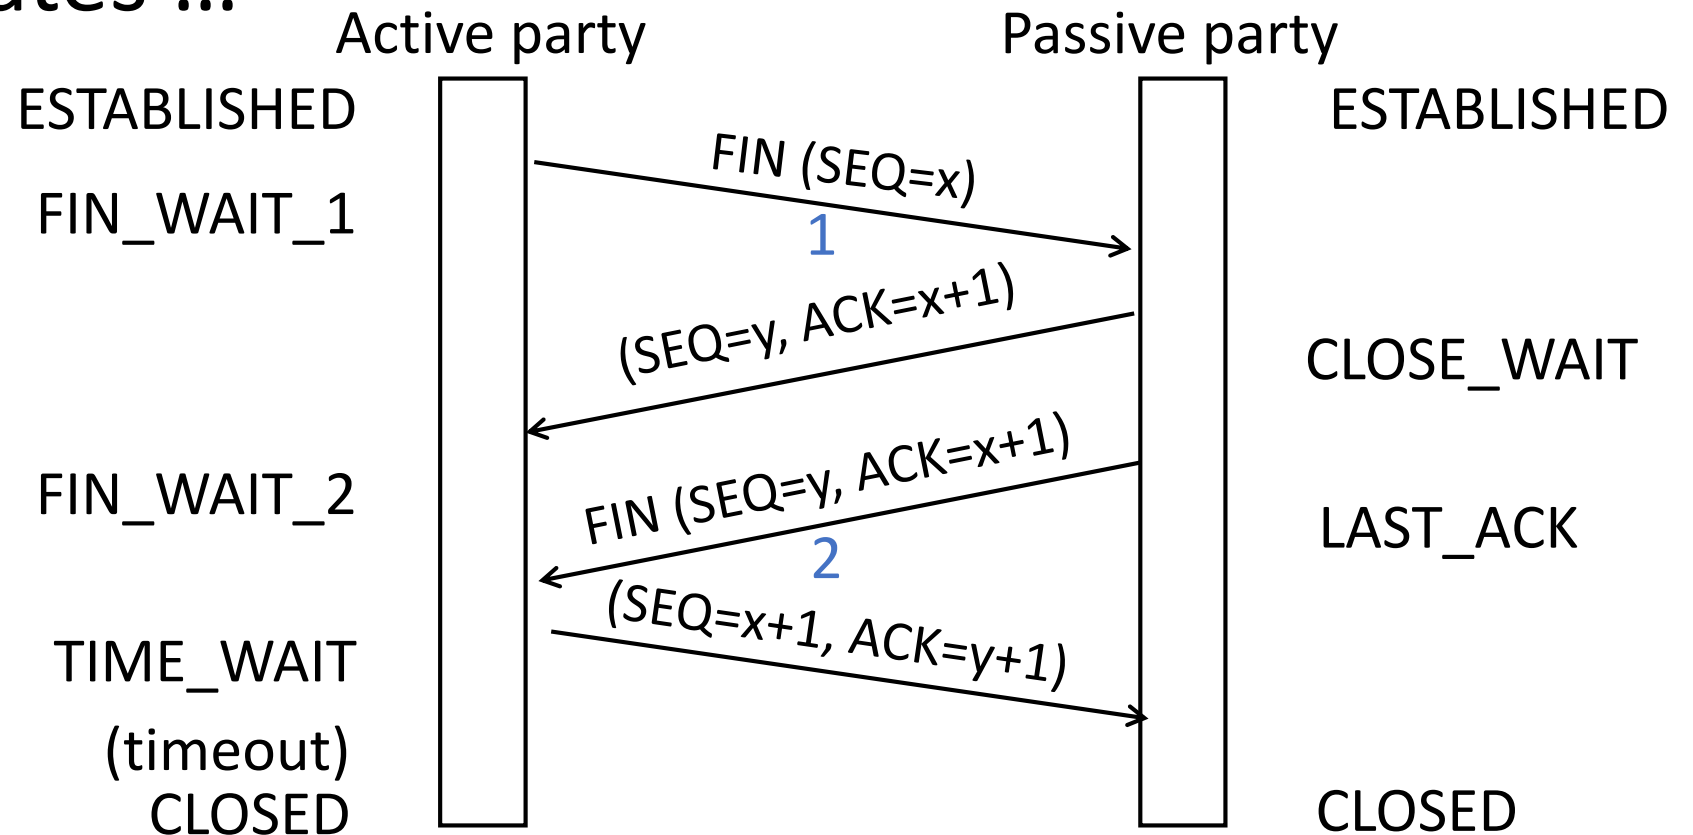 Active party
Passive party
ESTABLISHED
ESTABLISHED
FIN (SEQ=x)
FIN_WAIT_1
1
(SEQ=y, ACK=x+1)
CLOSE_WAIT
FIN (SEQ=y, ACK=x+1)
FIN_WAIT_2
LAST_ACK
2
(SEQ=x+1, ACK=y+1)
TIME_WAIT
(timeout)
CLOSED
CLOSED